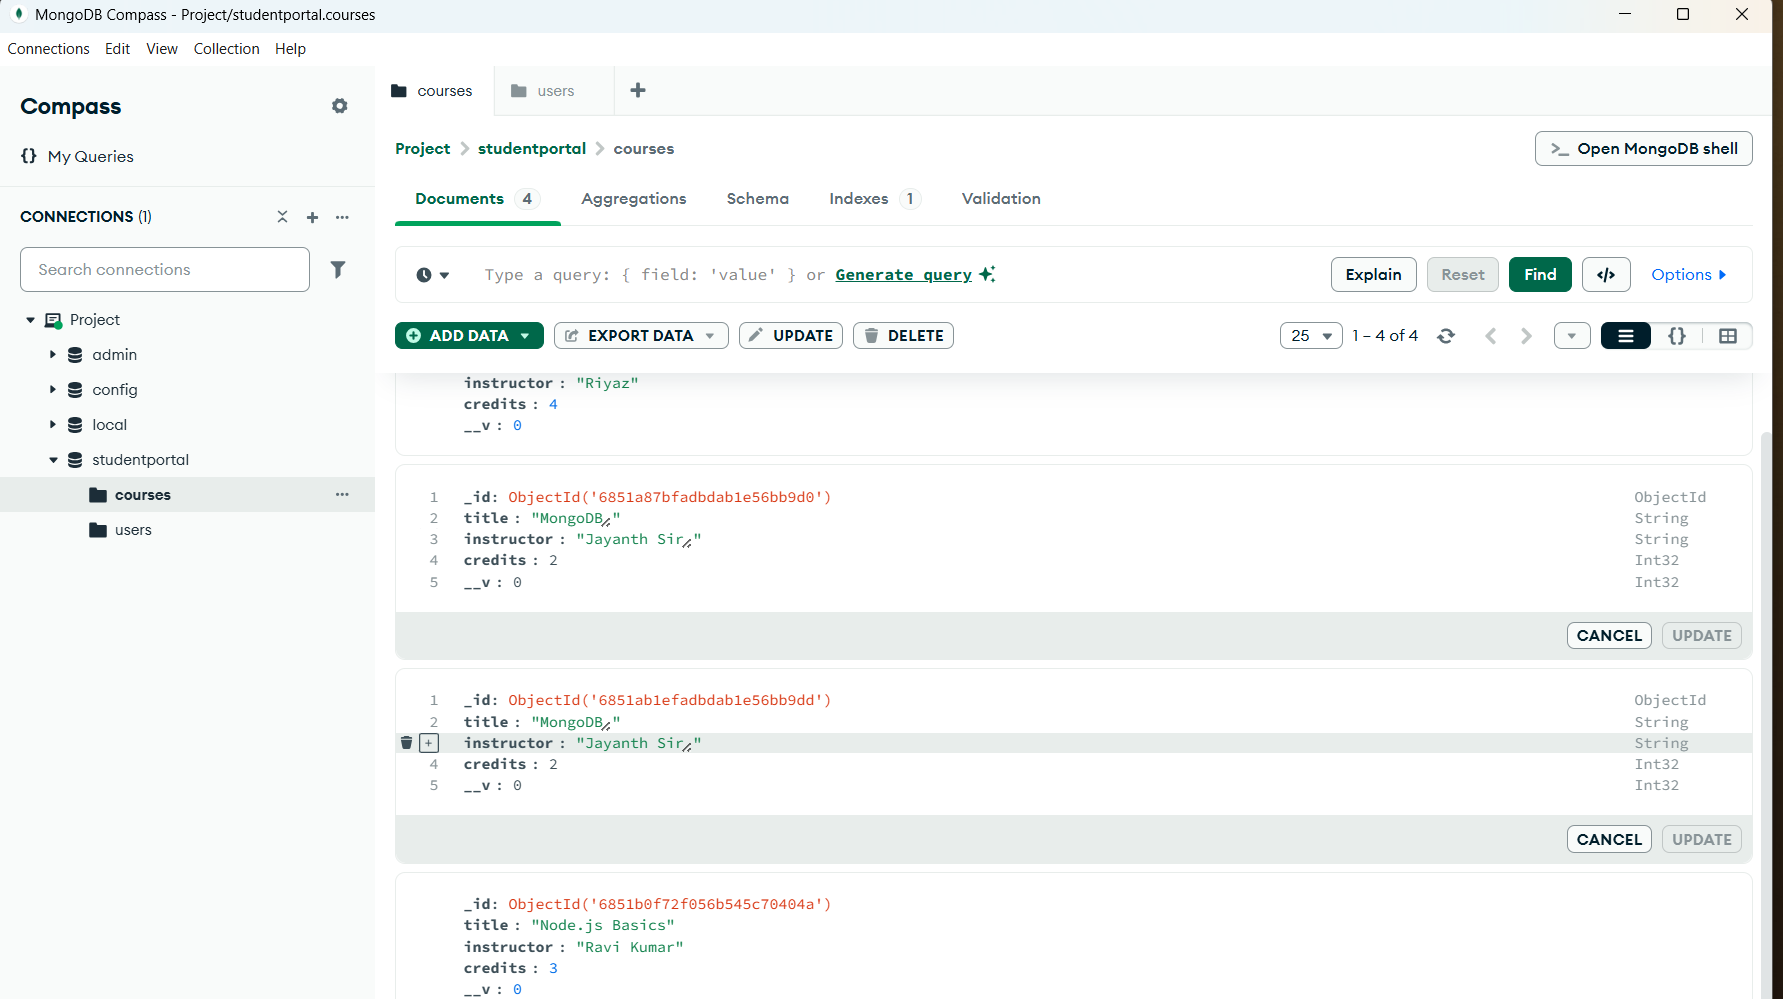 MongoDB Compass - Project/studentportal.courses
Connections Edit View Collection Help
Compass
My Queries
CONNECTIONS (1)
Search connections
Project
admin
config
local
studentportal
courses
users
courses users
Project studentportal courses
>_ Open MongoDB shell
Documents 4 Aggregations Schema Indexes 1 Validation
Type a query: { field: 'value' } or Generate query
Explain Reset Find </> Options
ADD DATA EXPORT DATA UPDATE DELETE
25 1 – 4 of 4 {}
instructor : "Riyaz"
credits : 4
__v : 0
1 _id: ObjectId('6851a87bfadbdab1e56bb9d0') ObjectId
2 title : "MongoDB" String
3 instructor : "Jayanth Sir" String
4 credits : 2 Int32
5 __v : 0 Int32
CANCEL UPDATE
1 _id: ObjectId('6851ab1efadbdab1e56bb9dd') ObjectId
2 title : "MongoDB" String
instructor : "Jayanth Sir" String
4 credits : 2 Int32
5 __v : 0 Int32
CANCEL UPDATE
_id: ObjectId('6851b0f72f056b545c70404a')
title : "Node.js Basics"
instructor : "Ravi Kumar"
credits : 3
__v : 0